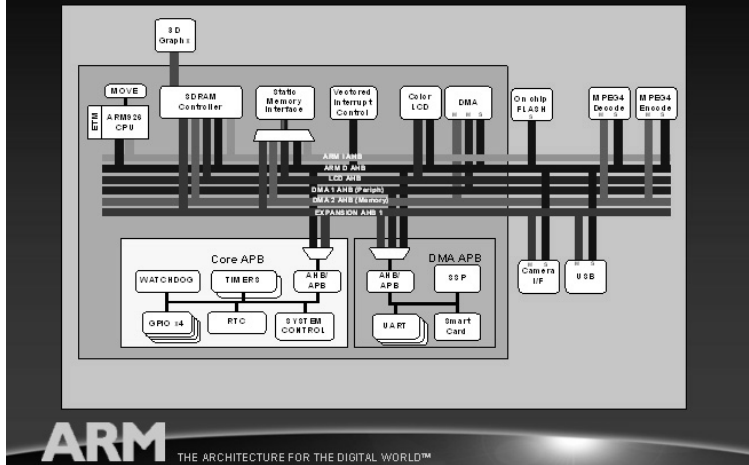 3D
Graphs
MOVE
ETM
ARM926
CPU
SDRAM
Controller
Static
Memory
Interface
Vectored
Interrupt
Control
Color
LCD
DMA
M M S
On chip
FLASH
S
MPEG4
Decode
M S
MPEG4
Encode
M S
ARM I AHB
ARM D AHB
LCD AHB
DMA 1 AHB (Periph)
DMA 2 AHB (Memory)
EXPANSION AHB 1
Core APB
WATCHDOG
TIMERS
AHB/
APB
GPIO x4
RTC
SYSTEM
CONTROL
DMA APB
AHB/
APB
SSP
UART
Smart
Card
M S
Camera
I/F
M S
USB
ARM THE ARCHITECTURE FOR THE DIGITAL WORLD™